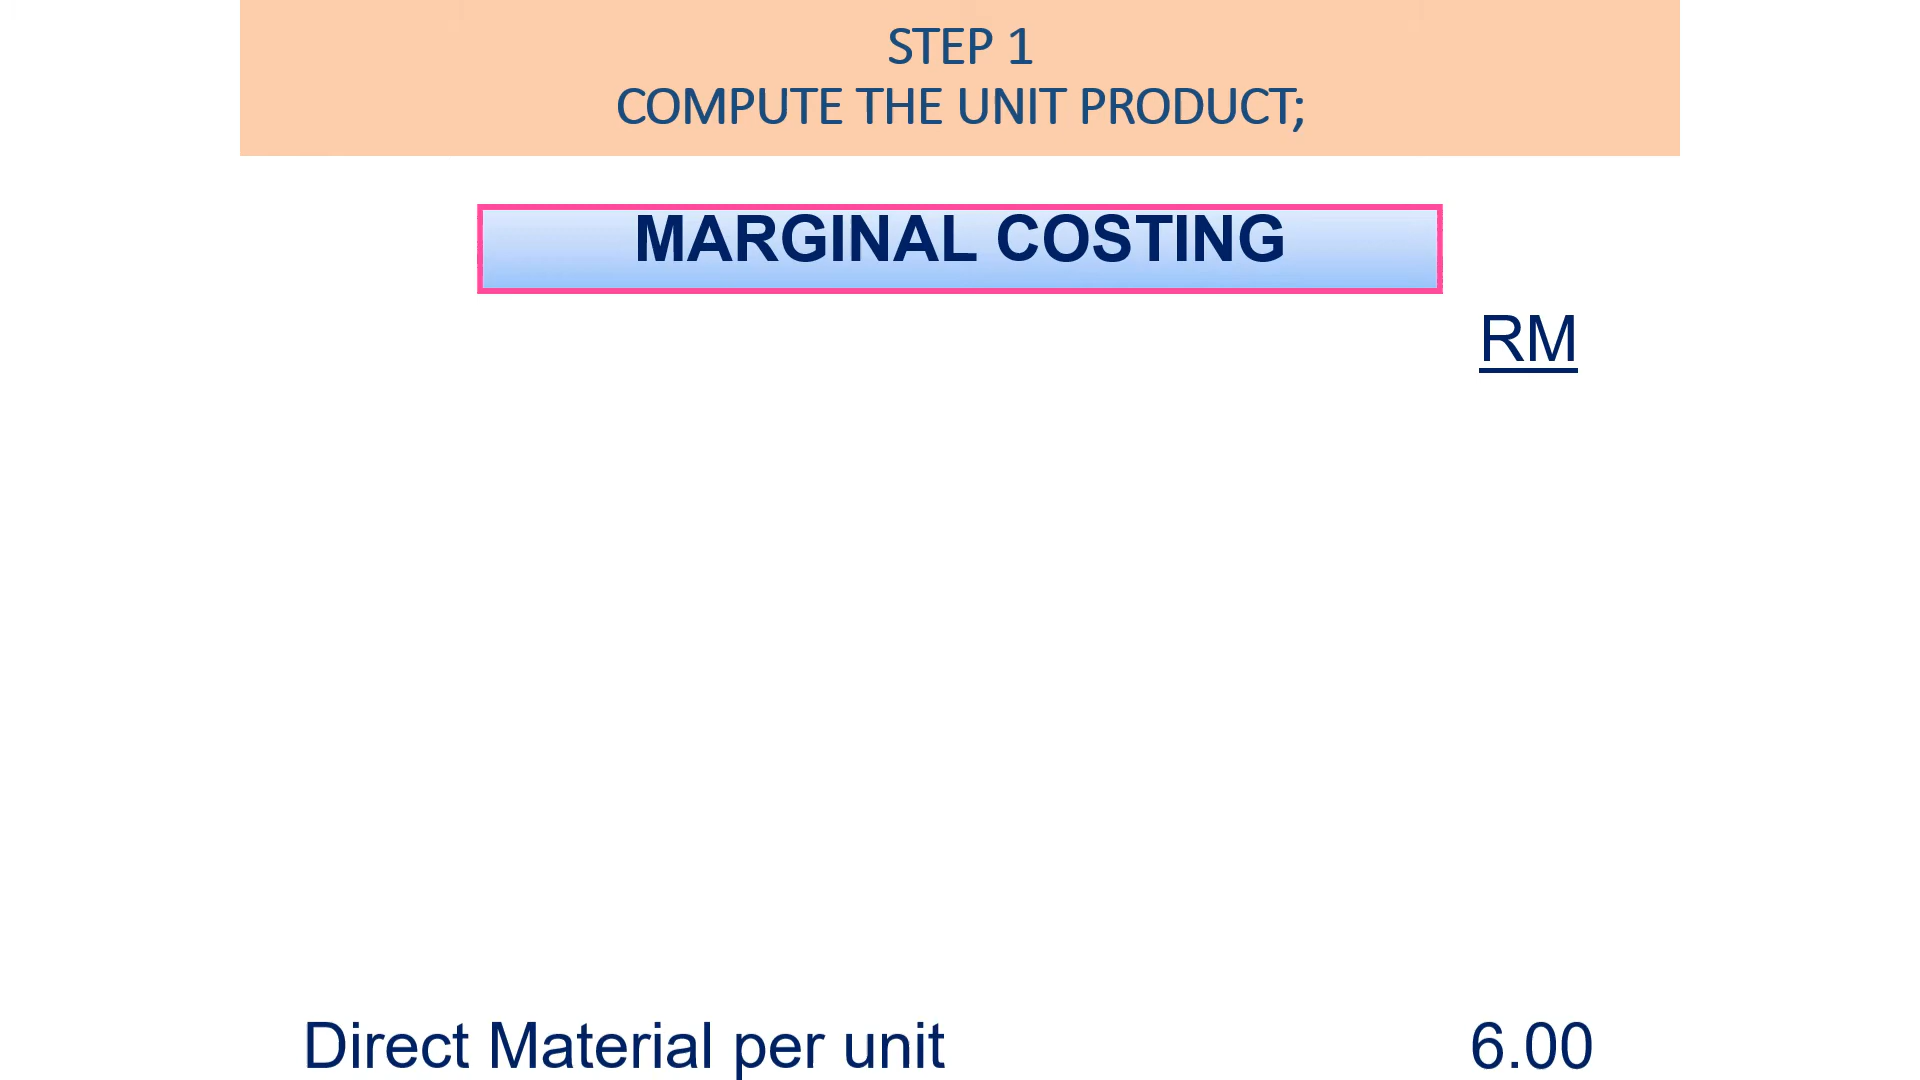 STEP 1
COMPUTE THE UNIT PRODUCT;
MARGINAL COSTING
RM
Direct Material per unit 6.00